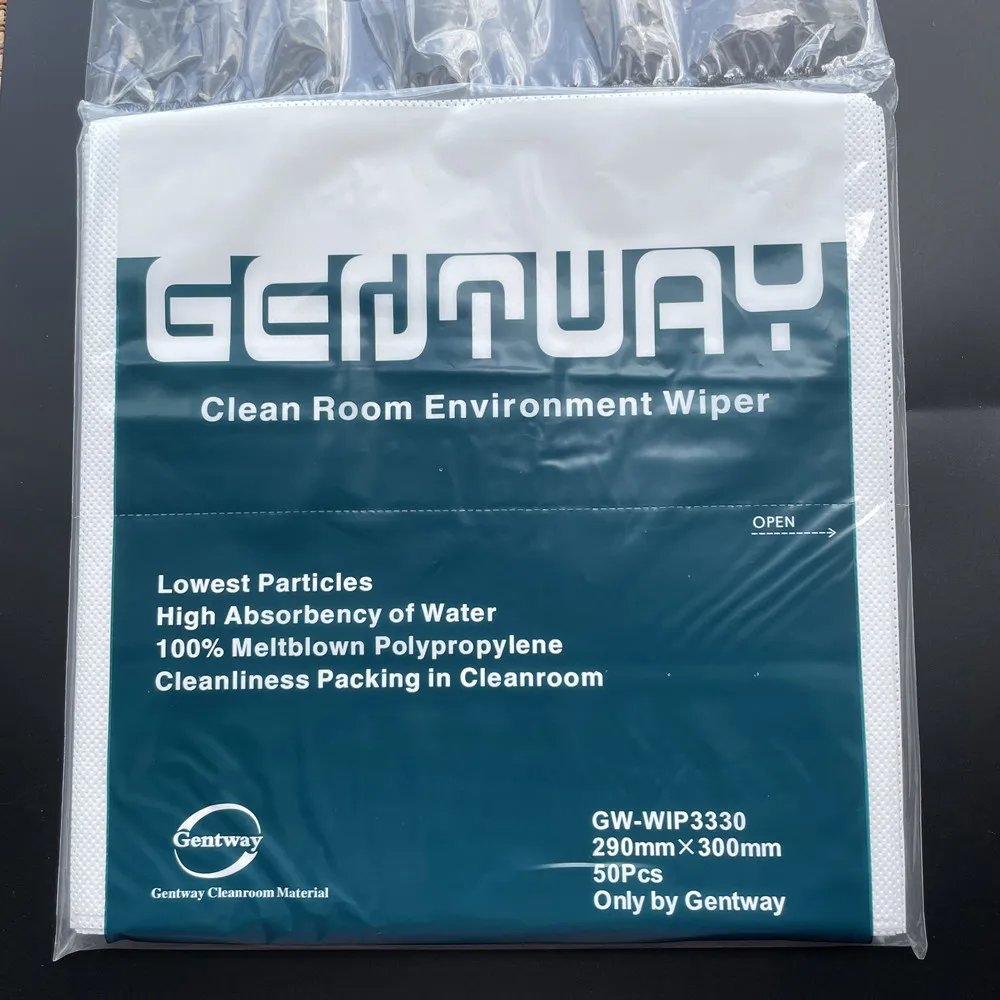 GENTWAY
Clean Room Environment Wiper
OPEN
Lowest Particles
High Absorbency of Water
100% Meltblown Polypropylene
Cleanliness Packing in Cleanroom
Gentway
Gentway Cleanroom Material
GW-WIP3330
290mm×300mm
50Pcs
Only by Gentway